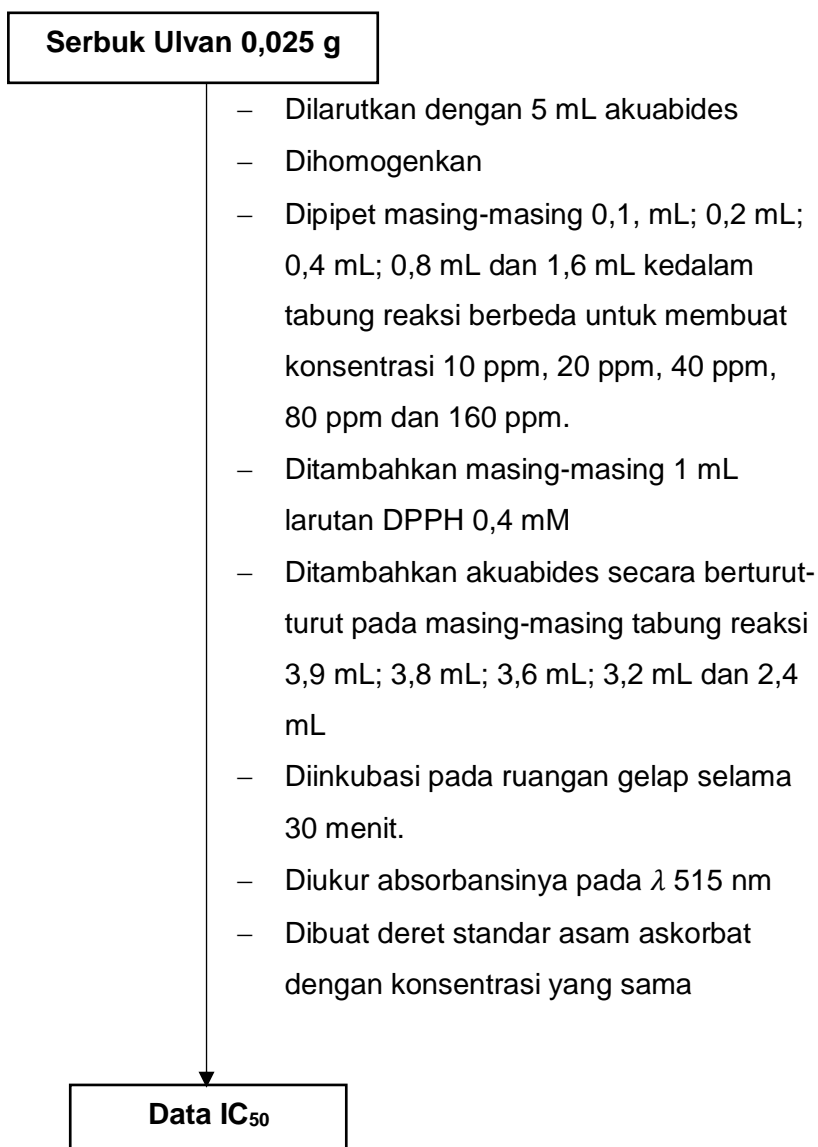 Serbuk Ulvan 0,025 g
– Dilarutkan dengan 5 mL akuabides
– Dihomogenkan
– Dipipet masing-masing 0,1, mL; 0,2 mL;
0,4 mL; 0,8 mL dan 1,6 mL kedalam
tabung reaksi berbeda untuk membuat
konsentrasi 10 ppm, 20 ppm, 40 ppm,
80 ppm dan 160 ppm.
– Ditambahkan masing-masing 1 mL
larutan DPPH 0,4 mM
– Ditambahkan akuabides secara berturut-
turut pada masing-masing tabung reaksi
3,9 mL; 3,8 mL; 3,6 mL; 3,2 mL dan 2,4
mL
– Diinkubasi pada ruangan gelap selama
30 menit.
– Diukur absorbansinya pada 𝜆 515 nm
– Dibuat deret standar asam askorbat
dengan konsentrasi yang sama
Data IC₅₀